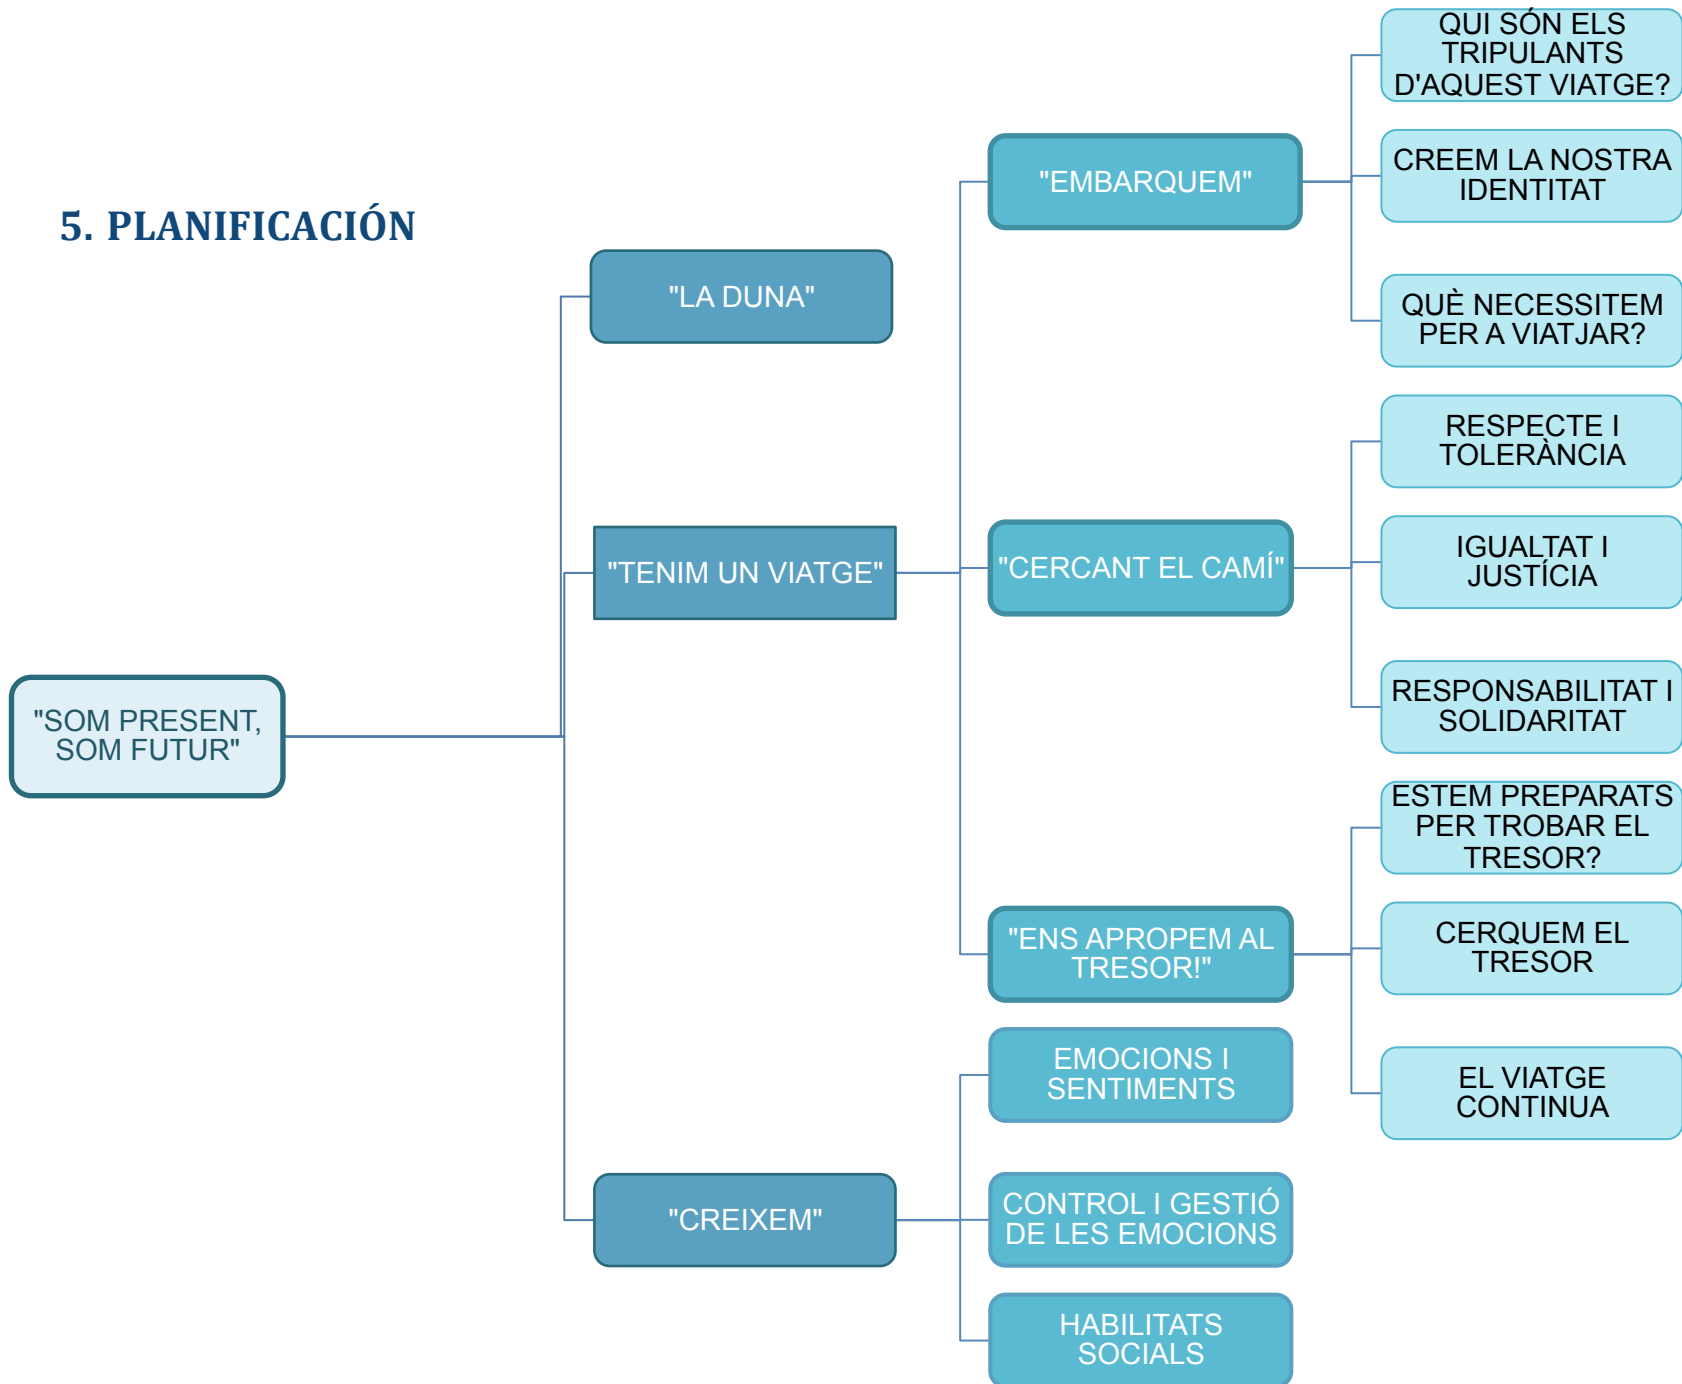 5. PLANIFICACIÓN
"SOM PRESENT,
SOM FUTUR"
"LA DUNA"
"TENIM UN VIATGE"
"EMBARQUEM"
QUI SÓN ELS
TRIPULANTS
D'AQUEST VIATGE?
CREEM LA NOSTRA
IDENTITAT
QUÈ NECESSITEM
PER A VIATJAR?
"CERCANT EL CAMÍ"
RESPECTE I
TOLERÀNCIA
IGUALTAT I
JUSTÍCIA
RESPONSABILITAT I
SOLIDARITAT
"ENS APROPEM AL
TRESOR!"
ESTEM PREPARATS
PER TROBAR EL
TRESOR?
CERQUEM EL
TRESOR
EL VIATGE
CONTINUA
"CREIXEM"
EMOCIONS I
SENTIMENTS
CONTROL I GESTIÓ
DE LES EMOCIONS
HABILITATS
SOCIALS